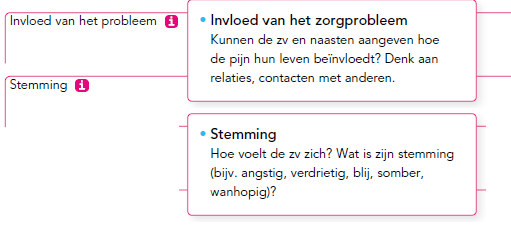 Invloed van het probleem i
• Invloed van het zorgprobleem
Kunnen de zv en naasten aangeven hoe
de pijn hun leven beïnvloedt? Denk aan
relaties, contacten met anderen.
Stemming i
• Stemming
Hoe voelt de zv zich? Wat is zijn stemming
(bijv. angstig, verdrietig, blij, somber,
wanhopig)?